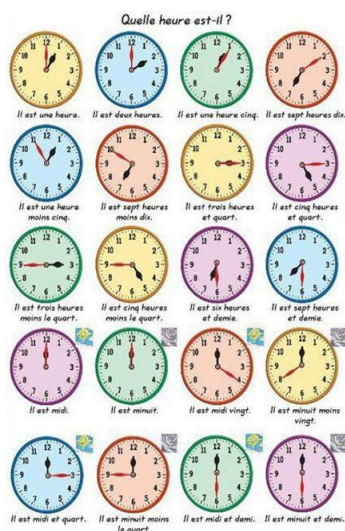 Quelle heure est-il ?
Il est une heure.
Il est deux heures.
Il est une heure cinq.
Il est sept heures dix.
Il est une heure
moins cinq.
Il est sept heures
moins dix.
Il est trois heures
et quart.
Il est cinq heures
et quart.
Il est trois heures
moins le quart.
Il est cinq heures
moins le quart.
Il est six heures
et demie.
Il est sept heures
et demie.
Il est midi.
Il est minuit.
Il est midi vingt.
Il est minuit moins
vingt.
Il est midi et quart.
Il est minuit moins
le quart.
Il est midi et demi.
Il est minuit et demi.